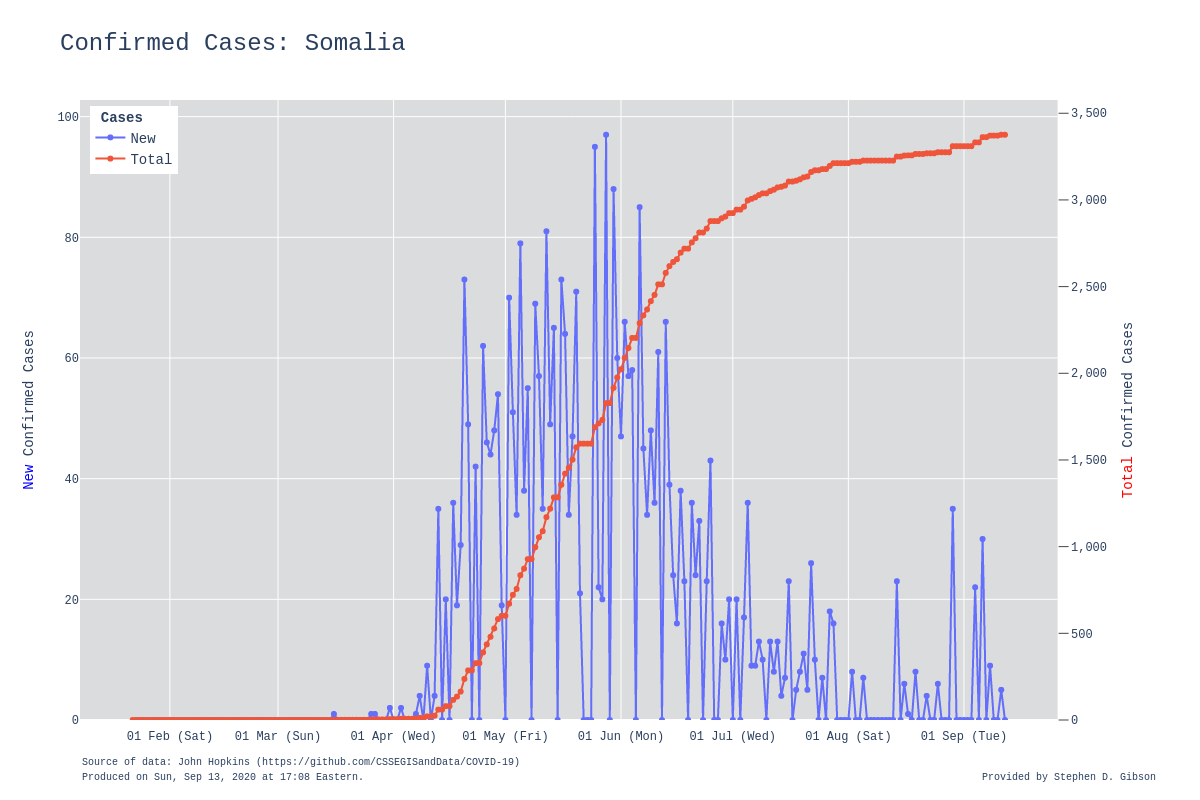 Confirmed Cases: Somalia
Cases
New
Total
100
80
60
40
20
0
New Confirmed Cases
3,500
3,000
2,500
2,000
1,500
1,000
500
0
Total Confirmed Cases
01 Feb (Sat) 01 Mar (Sun) 01 Apr (Wed) 01 May (Fri) 01 Jun (Mon) 01 Jul (Wed) 01 Aug (Sat) 01 Sep (Tue)
Source of data: John Hopkins (https://github.com/CSSEGISandData/COVID-19)
Produced on Sun, Sep 13, 2020 at 17:08 Eastern.
Provided by Stephen D. Gibson